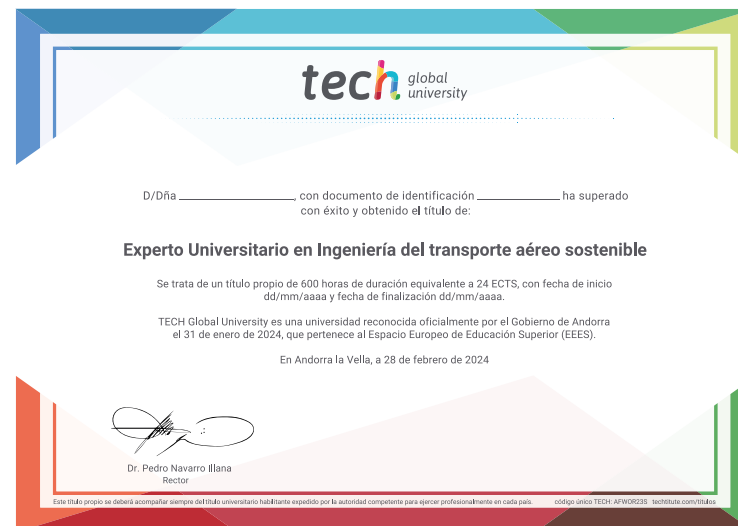 tech global university
D/Dña ____________________, con documento de identificación ______________ ha superado
con éxito y obtenido el título de:
Experto Universitario en Ingeniería del transporte aéreo sostenible
Se trata de un título propio de 600 horas de duración equivalente a 24 ECTS, con fecha de inicio
dd/mm/aaaa y fecha de finalización dd/mm/aaaa.
TECH Global University es una universidad reconocida oficialmente por el Gobierno de Andorra
el 31 de enero de 2024, que pertenece al Espacio Europeo de Educación Superior (EEES).
En Andorra la Vella, a 28 de febrero de 2024
Dr. Pedro Navarro Illana
Rector
Este título propio se deberá acompañar siempre del título universitario habilitante expedido por la autoridad competente para ejercer profesionalmente en cada país. código único TECH: AFWOR23S techtitute.com/titulos